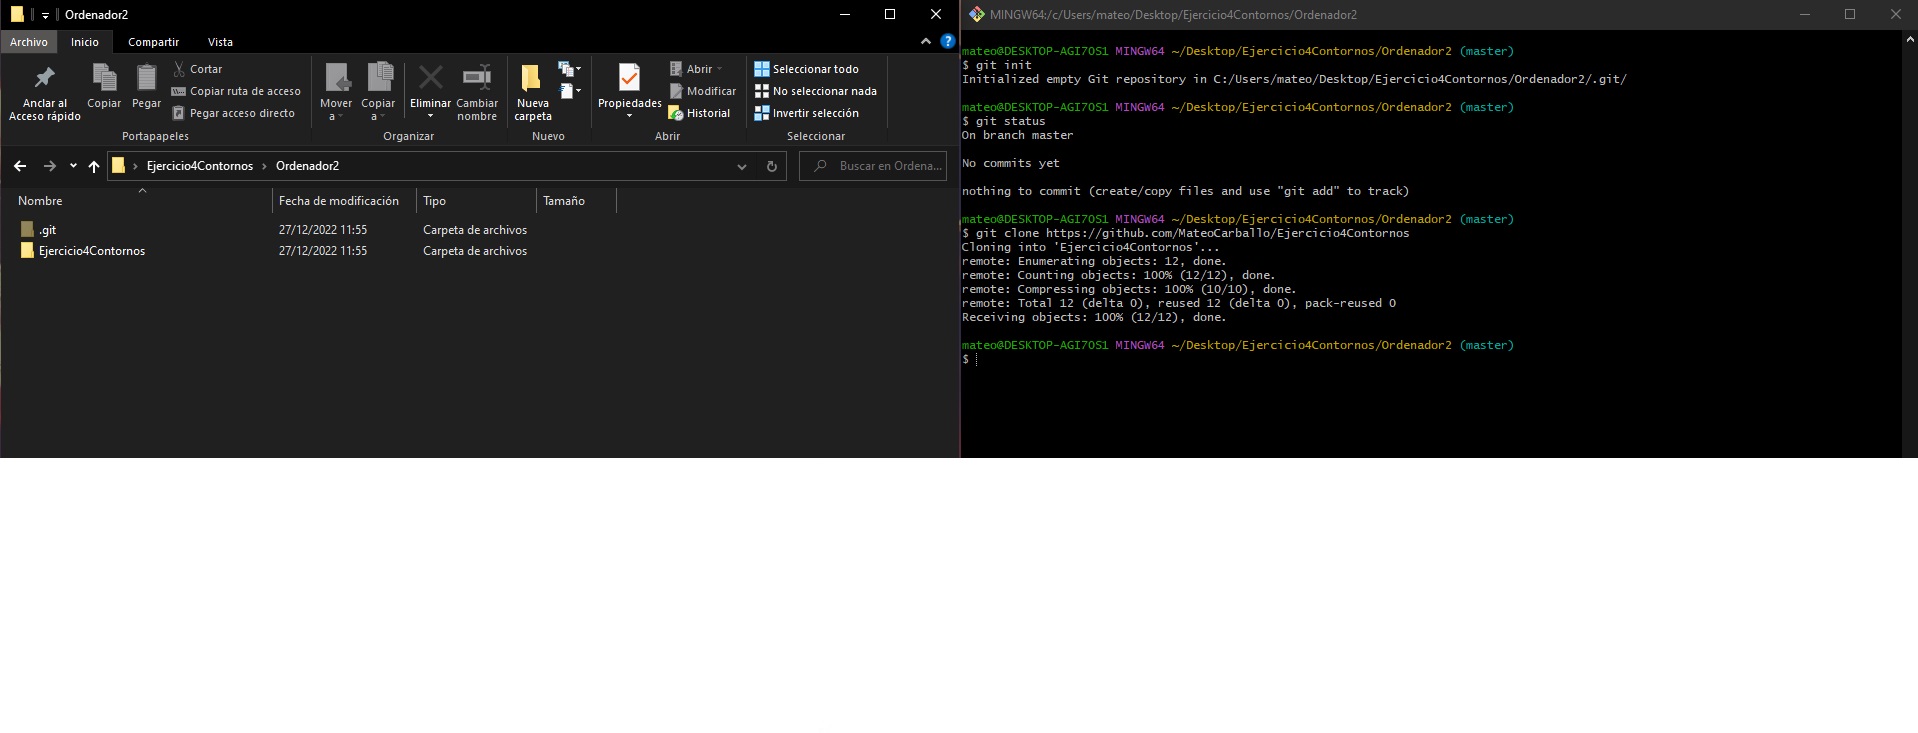 Ordenador2
Archivo Inicio Compartir Vista
Anclar al Acceso rápido
Copiar
Pegar
Cortar
Copiar ruta de acceso
Pegar acceso directo
Portapapeles
Mover a
Copiar a
Eliminar
Cambiar nombre
Organizar
Nueva carpeta
Nuevo
Propiedades
Abrir
Modificar
Historial
Abrir
Seleccionar todo
No seleccionar nada
Invertir selección
Seleccionar
Ejercicio4Contornos > Ordenador2
Buscar en Ordena...
Nombre Fecha de modificación Tipo Tamaño
.git 27/12/2022 11:55 Carpeta de archivos
Ejercicio4Contornos 27/12/2022 11:55 Carpeta de archivos
MINGW64:/c/Users/mateo/Desktop/Ejercicio4Contornos/Ordenador2
mateo@DESKTOP-AGI7OS1 MINGW64 ~/Desktop/Ejercicio4Contornos/Ordenador2 (master)
$ git init
Initialized empty Git repository in C:/Users/mateo/Desktop/Ejercicio4Contornos/Ordenador2/.git/
mateo@DESKTOP-AGI7OS1 MINGW64 ~/Desktop/Ejercicio4Contornos/Ordenador2 (master)
$ git status
On branch master
No commits yet
nothing to commit (create/copy files and use "git add" to track)
mateo@DESKTOP-AGI7OS1 MINGW64 ~/Desktop/Ejercicio4Contornos/Ordenador2 (master)
$ git clone https://github.com/MateoCarballo/Ejercicio4Contornos
Cloning into 'Ejercicio4Contornos'...
remote: Enumerating objects: 12, done.
remote: Counting objects: 100% (12/12), done.
remote: Compressing objects: 100% (10/10), done.
remote: Total 12 (delta 0), reused 12 (delta 0), pack-reused 0
Receiving objects: 100% (12/12), done.
mateo@DESKTOP-AGI7OS1 MINGW64 ~/Desktop/Ejercicio4Contornos/Ordenador2 (master)
$